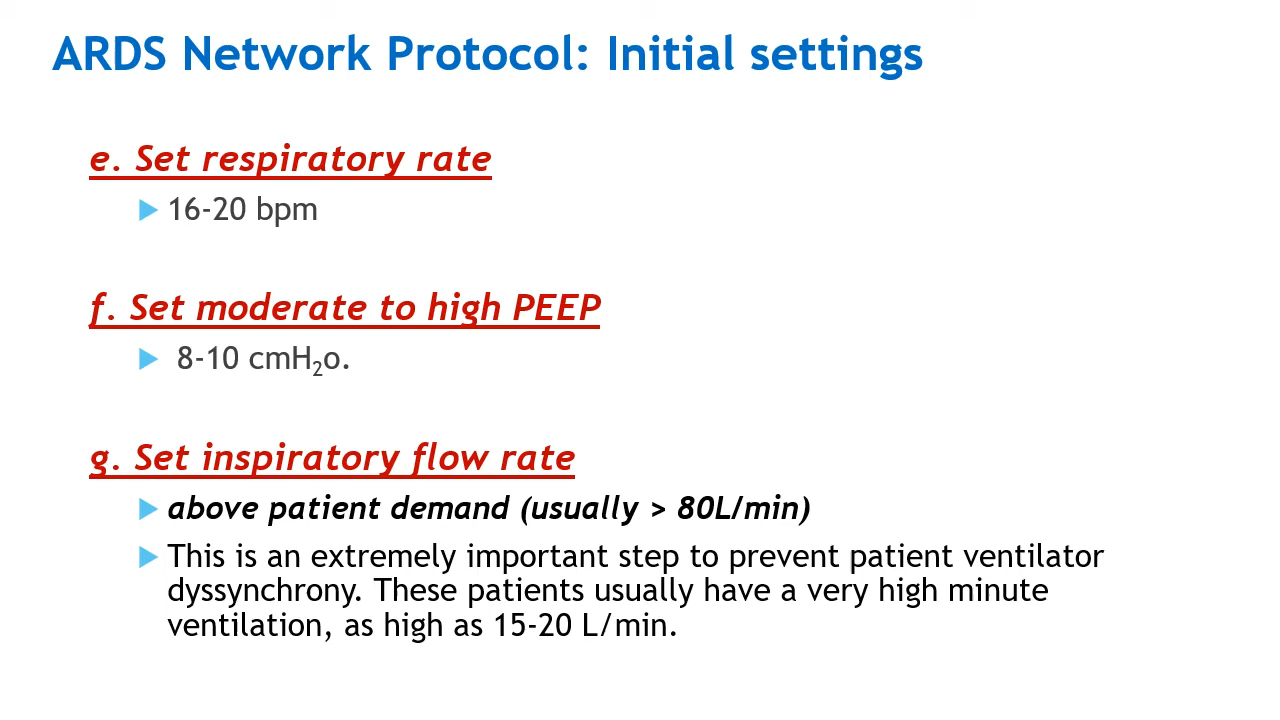 ARDS Network Protocol: Initial settings
e. Set respiratory rate
16-20 bpm
f. Set moderate to high PEEP
8-10 cmH₂o.
g. Set inspiratory flow rate
above patient demand (usually > 80L/min)
This is an extremely important step to prevent patient ventilator
dyssynchrony. These patients usually have a very high minute
ventilation, as high as 15-20 L/min.